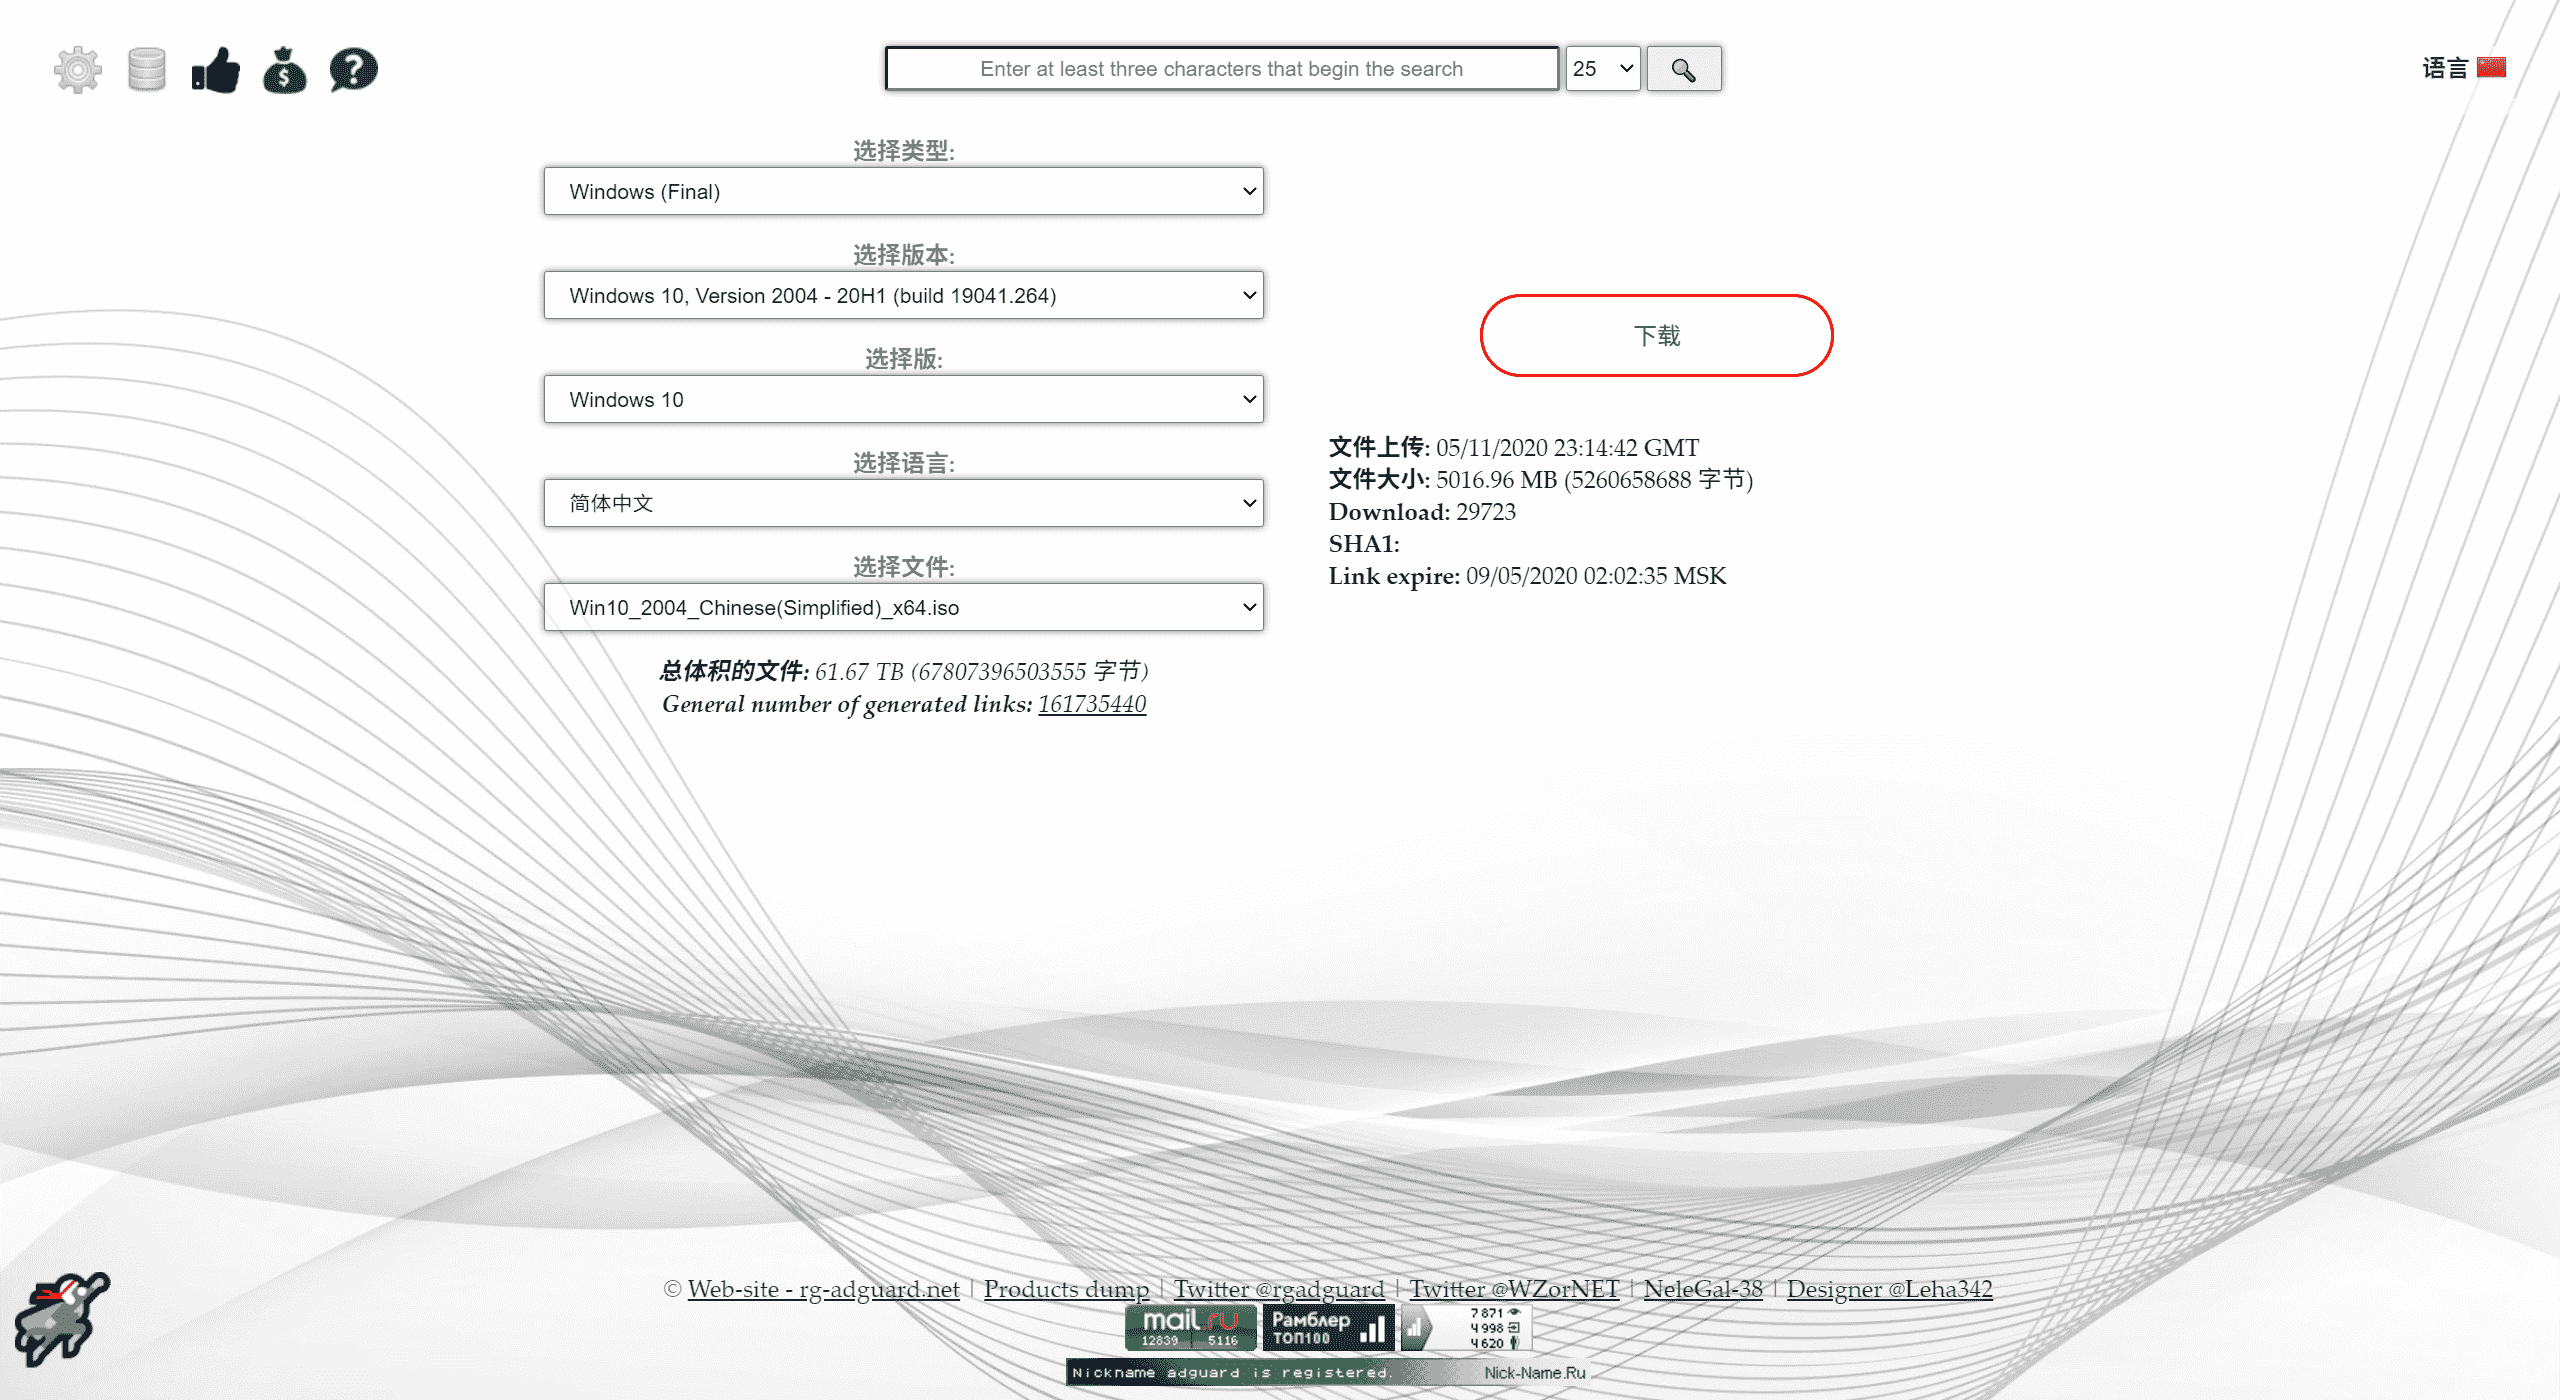 Enter at least three characters that begin the search
25
语言
选择类型:
Windows (Final)
选择版本:
Windows 10, Version 2004 - 20H1 (build 19041.264)
选择版:
Windows 10
选择语言:
简体中文
选择文件:
Win10_2004_Chinese(Simplified)_x64.iso
总体积的文件: 61.67 TB (67807396503555 字节)
General number of generated links: 161735440
下载
文件上传: 05/11/2020 23:14:42 GMT
文件大小: 5016.96 MB (5260658688 字节)
Download: 29723
SHA1:
Link expire: 09/05/2020 02:02:35 MSK
© Web-site - rg-adguard.net | Products dump | Twitter @rgadguard | Twitter @WZorNET | NeleGal-38 | Designer @Leha342
mail.ru
12839 5116
Рамблер
ТОП100
7871
4998
4620
Nickname adguard is registered. Nick-Name.Ru